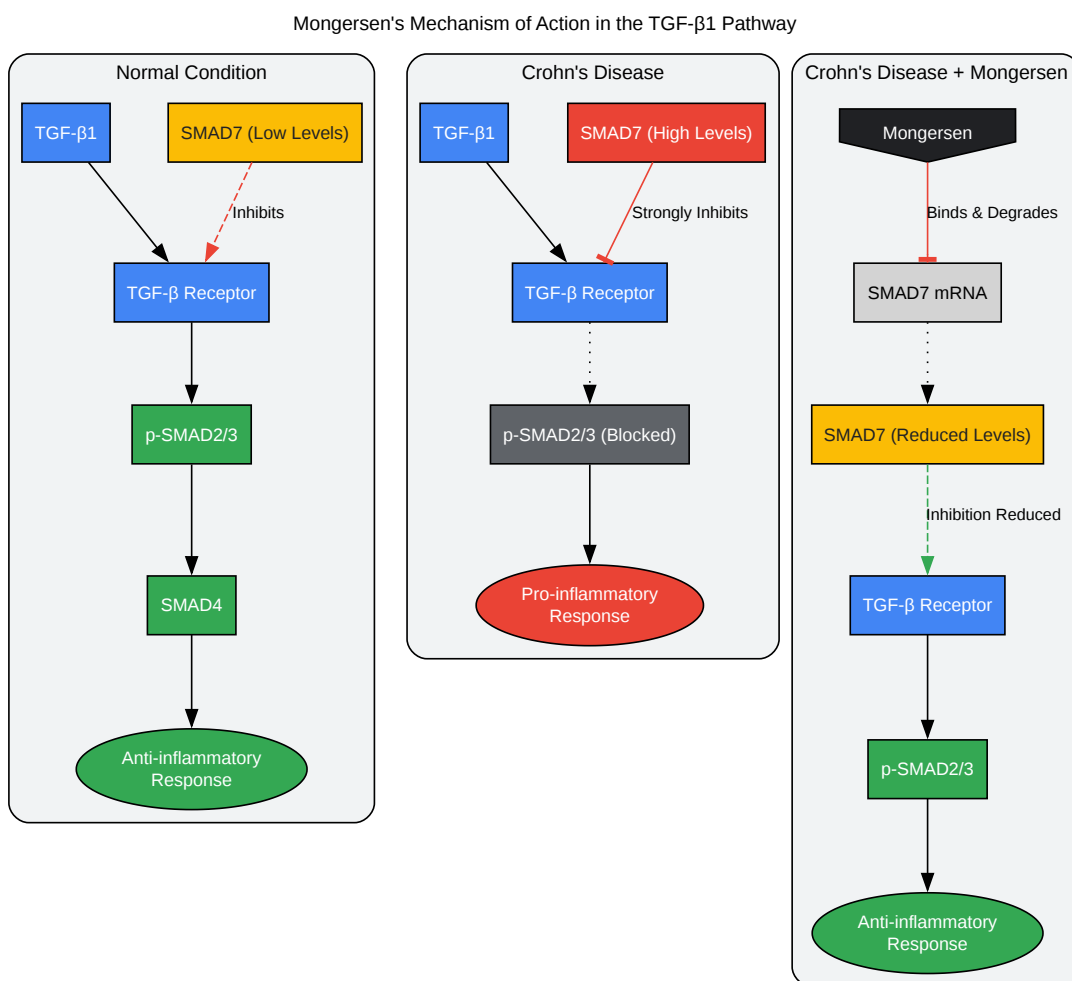 Mongersen's Mechanism of Action in the TGF-β1 Pathway
Normal Condition
TGF-β1
SMAD7 (Low Levels)
Inhibits
TGF-β Receptor
p-SMAD2/3
SMAD4
Anti-inflammatory
Response
Crohn's Disease
TGF-β1
SMAD7 (High Levels)
Strongly Inhibits
TGF-β Receptor
p-SMAD2/3 (Blocked)
Pro-inflammatory
Response
Crohn's Disease + Mongersen
Mongersen
Binds & Degrades
SMAD7 mRNA
SMAD7 (Reduced Levels)
Inhibition Reduced
TGF-β Receptor
p-SMAD2/3
Anti-inflammatory
Response